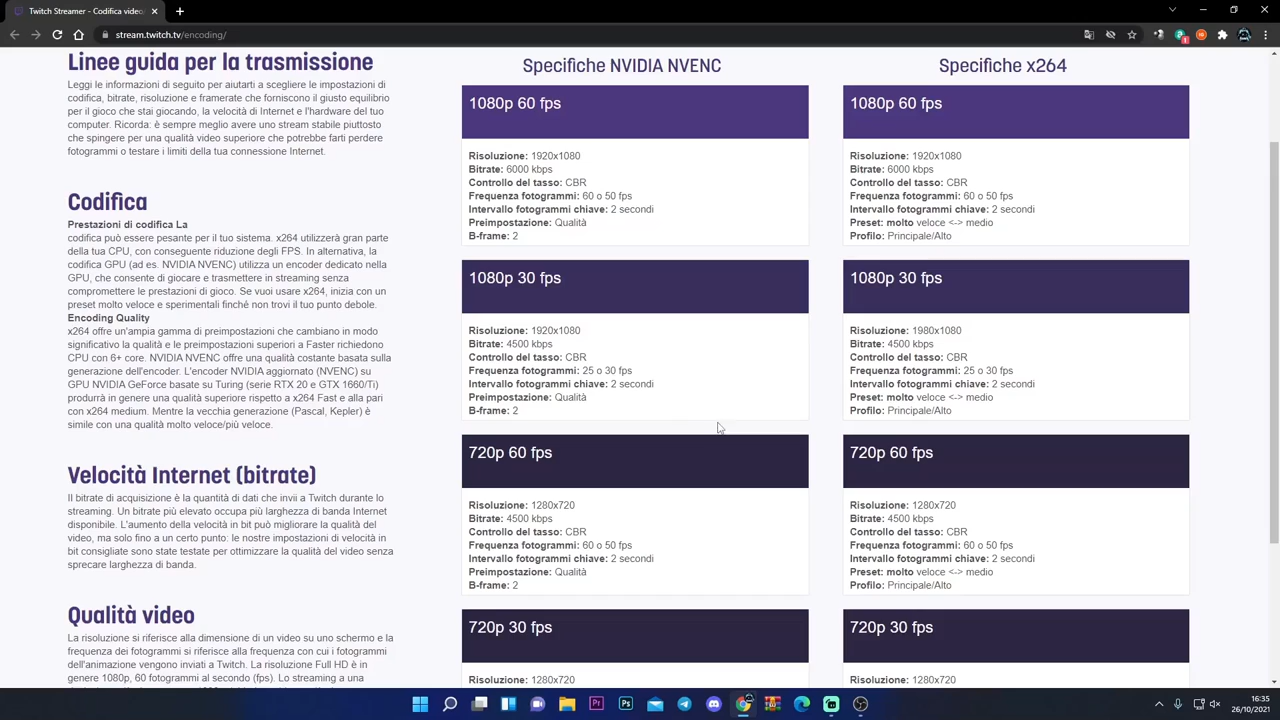 Twitch Streaming - Codifica video
stream.twitch.tv/encoding/
Linee guida per la trasmissione
Leggi le informazioni di seguito per aiutarti a scegliere le impostazioni di
codifica, bitrate, risoluzione e framerate che forniscono il giusto equilibrio
per il gioco che stai giocando, la velocità di Internet e l'hardware del tuo
computer. Ricorda: è sempre meglio avere uno stream stabile piuttosto
che spingere per una qualità video superiore che potrebbe farti perdere
fotogrammi o testare i limiti della tua connessione Internet.
Codifica
Prestazioni di codifica La
codifica può essere pesante per il tuo sistema. x264 utilizzerà gran parte
della tua CPU, con conseguente riduzione degli FPS. In alternativa, la
codifica GPU (ad es. NVIDIA NVENC) utilizza un encoder dedicato nella
GPU, che consente di giocare e trasmettere in streaming senza
compromettere le prestazioni di gioco. Se vuoi usare x264, inizia con un
preset molto veloce e sperimentali finché non trovi il tuo punto debole.
Encoding Quality
x264 offre un'ampia gamma di preimpostazioni che cambiano in modo
significativo la qualità e le preimpostazioni superiori a Faster richiedono
CPU con 6+ core. NVIDIA NVENC offre una qualità costante basata sulla
generazione dell'encoder. L'encoder NVIDIA aggiornato (NVENC) su
GPU NVIDIA GeForce basate su Turing (serie RTX 20 e GTX 1660/Ti)
produrrà in genere una qualità superiore rispetto a x264 Fast e alla pari
con x264 medium. Mentre la vecchia generazione (Pascal, Kepler) è
simile con una qualità molto veloce/più veloce.
Velocità Internet (bitrate)
Il bitrate di acquisizione è la quantità di dati che invii a Twitch durante lo
streaming. Un bitrate più elevato occupa più larghezza di banda Internet
disponibile. L'aumento della velocità in bit può migliorare la qualità del
video, ma solo fino a un certo punto: le nostre impostazioni di velocità in
bit consigliate sono state testate per ottimizzare la qualità del video senza
sprecare larghezza di banda.
Qualità video
La risoluzione si riferisce alla dimensione di un video su uno schermo e la
frequenza dei fotogrammi si riferisce alla frequenza con cui i fotogrammi
dell'animazione vengono inviati a Twitch. La risoluzione Full HD è in
genere 1080p, 60 fotogrammi al secondo (fps). Lo streaming a una
Specifiche NVIDIA NVENC
1080p 60 fps
Risoluzione: 1920x1080
Bitrate: 6000 kbps
Controllo del tasso: CBR
Frequenza fotogrammi: 60 o 50 fps
Intervallo fotogrammi chiave: 2 secondi
Preimpostazione: Qualità
B-frame: 2
1080p 30 fps
Risoluzione: 1920x1080
Bitrate: 4500 kbps
Controllo del tasso: CBR
Frequenza fotogrammi: 25 o 30 fps
Intervallo fotogrammi chiave: 2 secondi
Preimpostazione: Qualità
B-frame: 2
720p 60 fps
Risoluzione: 1280x720
Bitrate: 4500 kbps
Controllo del tasso: CBR
Frequenza fotogrammi: 60 o 50 fps
Intervallo fotogrammi chiave: 2 secondi
Preimpostazione: Qualità
B-frame: 2
720p 30 fps
Risoluzione: 1280x720
Specifiche x264
1080p 60 fps
Risoluzione: 1920x1080
Bitrate: 6000 kbps
Controllo del tasso: CBR
Frequenza fotogrammi: 60 o 50 fps
Intervallo fotogrammi chiave: 2 secondi
Preset: molto veloce <-> medio
Profilo: Principale/Alto
1080p 30 fps
Risoluzione: 1980x1080
Bitrate: 4500 kbps
Controllo del tasso: CBR
Frequenza fotogrammi: 25 o 30 fps
Intervallo fotogrammi chiave: 2 secondi
Preset: molto veloce <-> medio
Profilo: Principale/Alto
720p 60 fps
Risoluzione: 1280x720
Bitrate: 4500 kbps
Controllo del tasso: CBR
Frequenza fotogrammi: 60 o 50 fps
Intervallo fotogrammi chiave: 2 secondi
Preset: molto veloce <-> medio
Profilo: Principale/Alto
720p 30 fps
Risoluzione: 1280x720
16:35
26/10/2021